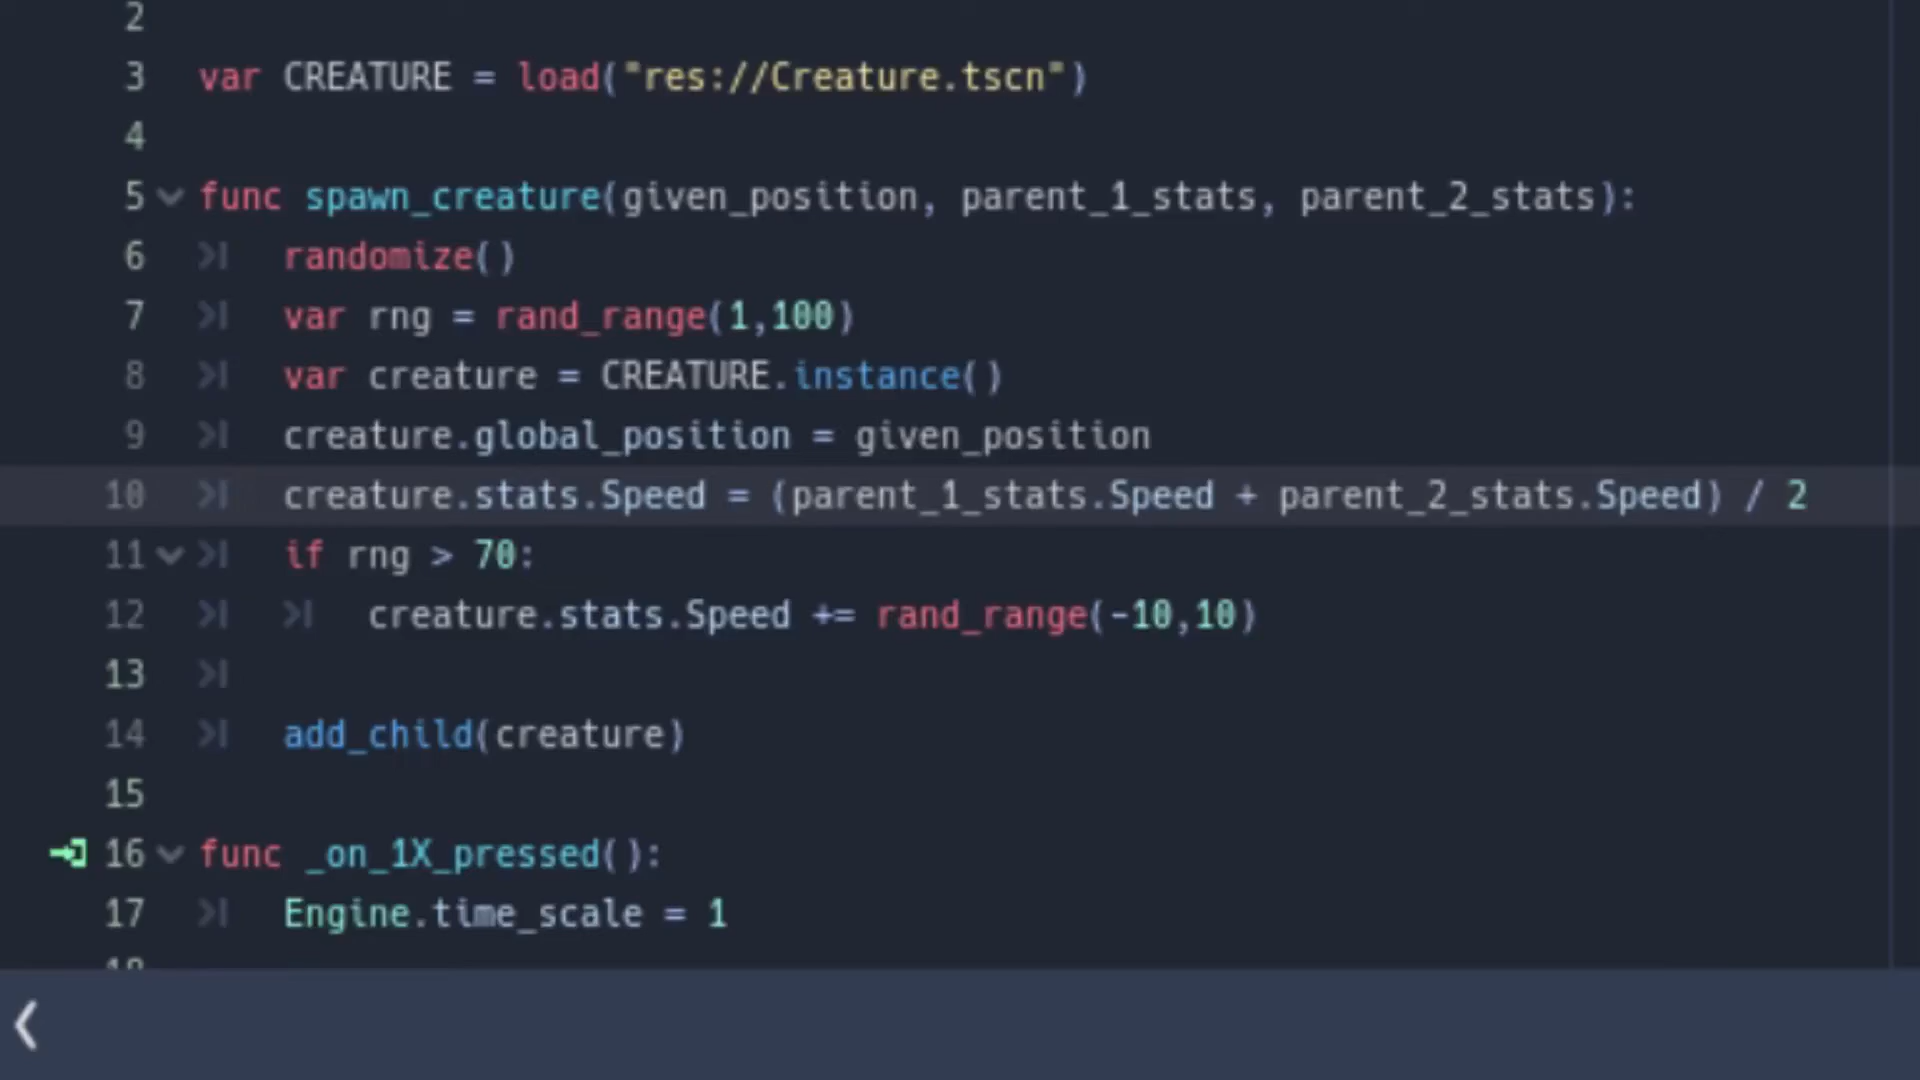 2
3 var CREATURE = load("res://Creature.tscn")
4
5 func spawn_creature(given_position, parent_1_stats, parent_2_stats):
6 randomize()
7 var rng = rand_range(1,100)
8 var creature = CREATURE.instance()
9 creature.global_position = given_position
10 creature.stats.Speed = (parent_1_stats.Speed + parent_2_stats.Speed) / 2
11 if rng > 70:
12 creature.stats.Speed += rand_range(-10,10)
13
14 add_child(creature)
15
16 func _on_1X_pressed():
17 Engine.time_scale = 1
18